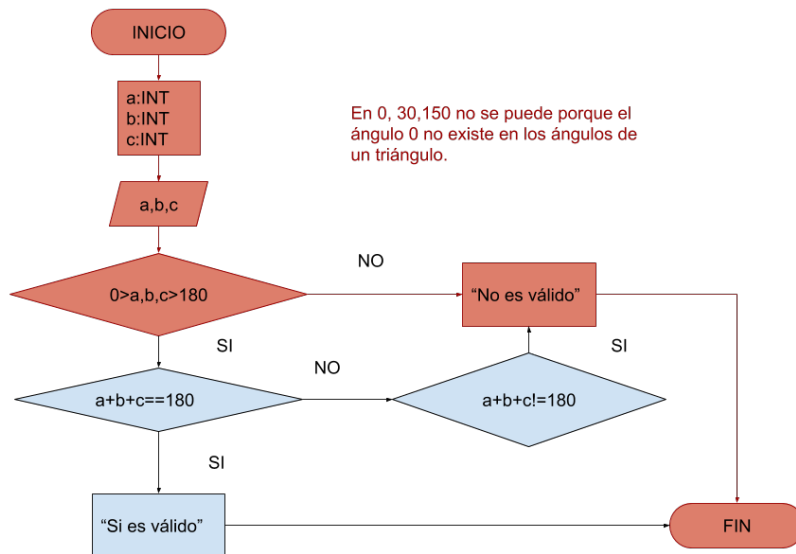 INICIO
a:INT
b:INT
c:INT
En 0, 30,150 no se puede porque el
ángulo 0 no existe en los ángulos de
un triángulo.
a,b,c
NO
0>a,b,c>180
“No es válido”
SI
SI
NO
a+b+c==180
a+b+c!=180
SI
“Si es válido”
FIN